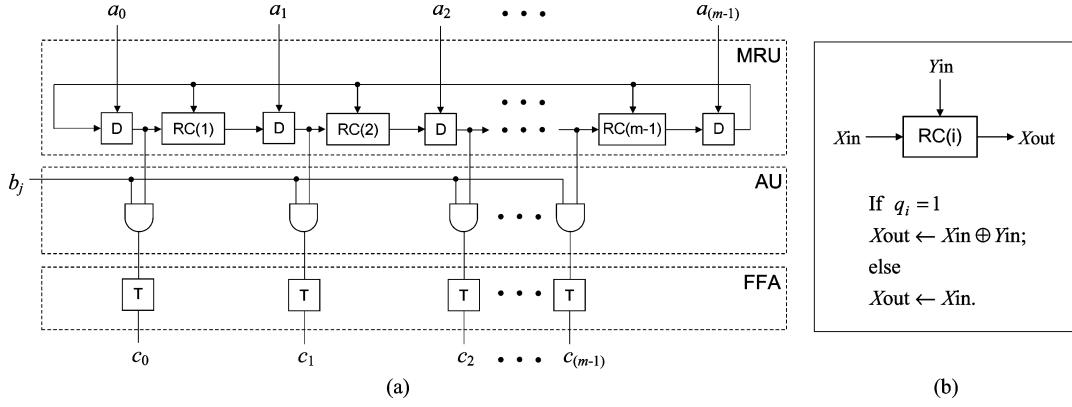 a₀ a₁ a₂ • • • a₍m-1₎
MRU
• • •
D RC(1) D RC(2) D • • • RC(m-1) D
bⱼ
AU
• • •
FFA
T T T • • • T
c₀ c₁ c₂ • • • c₍m-1₎
(a)
Yin
Xin RC(i) Xout
If qᵢ = 1
Xout ← Xin ⊕ Yin;
else
Xout ← Xin.
(b)